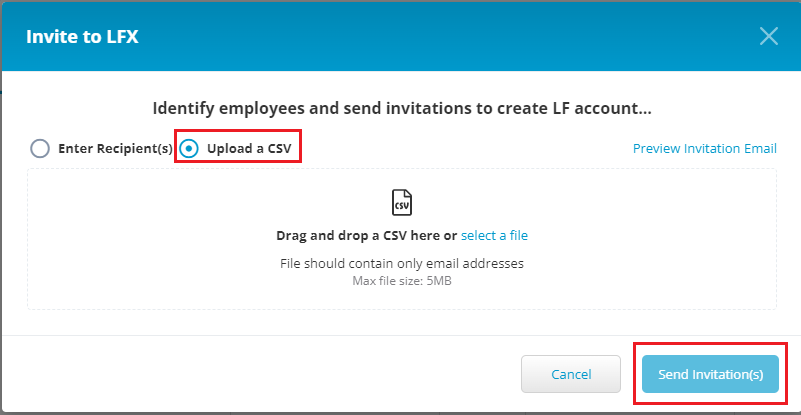 Invite to LFX
Identify employees and send invitations to create LF account...
Enter Recipient(s) Upload a CSV Preview Invitation Email
CSV
Drag and drop a CSV here or select a file
File should contain only email addresses
Max file size: 5MB
Cancel Send Invitation(s)